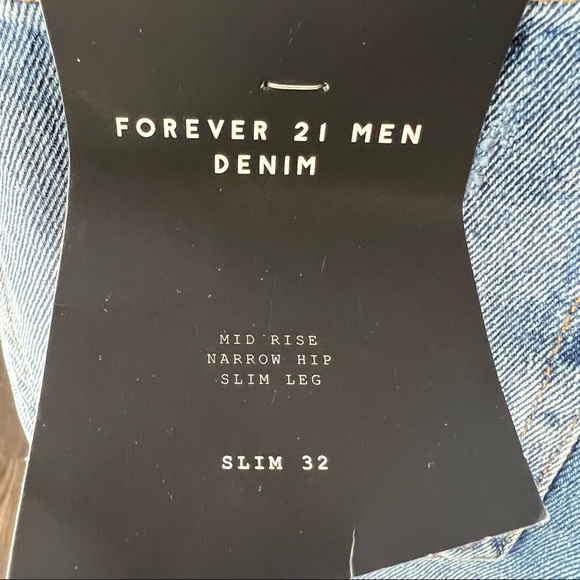 FOREVER 21 MEN
DENIM
MID RISE
NARROW HIP
SLIM LEG
SLIM 32